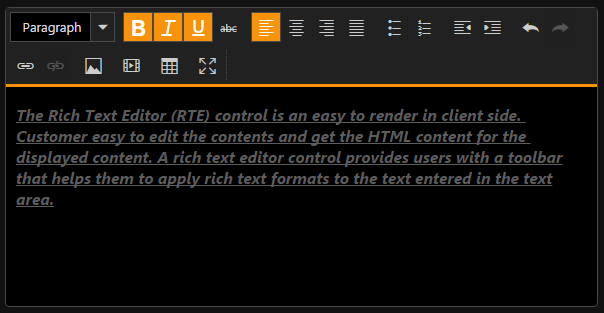 Paragraph B I U abc
The Rich Text Editor (RTE) control is an easy to render in client side.
Customer easy to edit the contents and get the HTML content for the
displayed content. A rich text editor control provides users with a toolbar
that helps them to apply rich text formats to the text entered in the text
area.